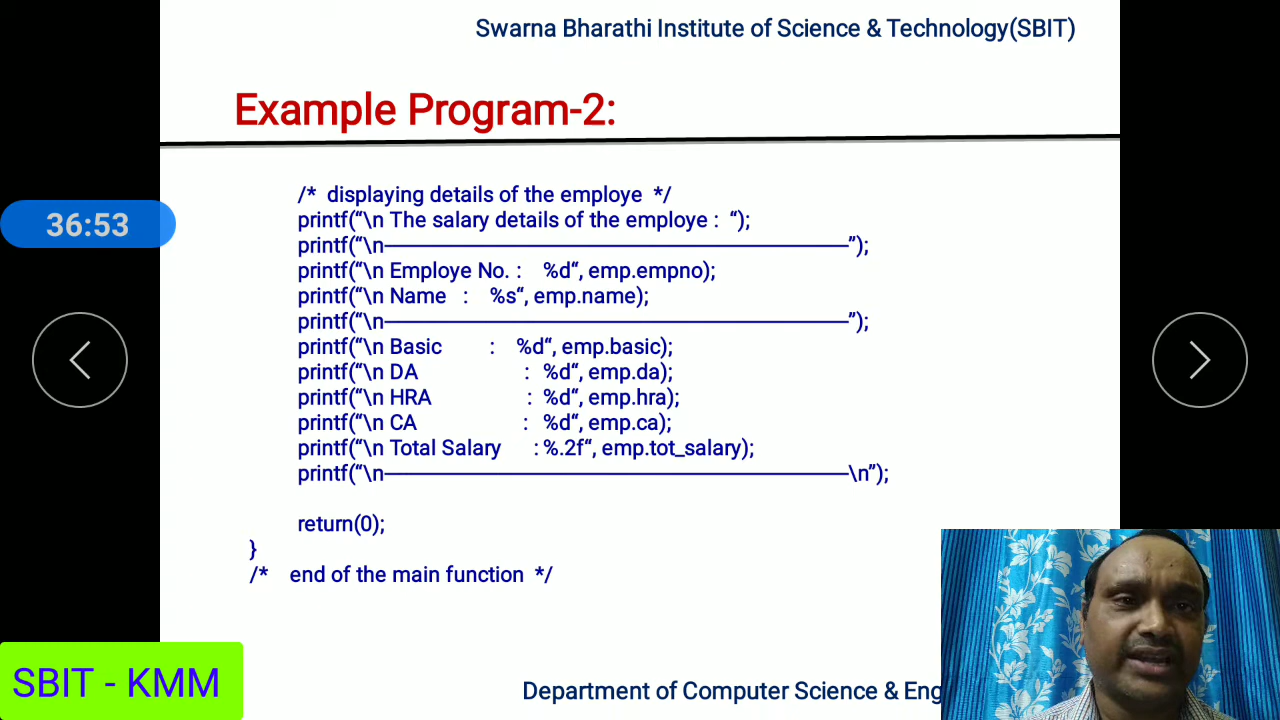 Swarna Bharathi Institute of Science & Technology(SBIT)
Example Program-2:
/* displaying details of the employe */
printf(“\n The salary details of the employe : “);
printf(“\n——————————————————————”);
printf(“\n Employe No. : %d“, emp.empno);
printf(“\n Name : %s“, emp.name);
printf(“\n——————————————————————”);
printf(“\n Basic : %d“, emp.basic);
printf(“\n DA : %d“, emp.da);
printf(“\n HRA : %d“, emp.hra);
printf(“\n CA : %d“, emp.ca);
printf(“\n Total Salary : %.2f“, emp.tot_salary);
printf(“\n——————————————————————\n”);
return(0);
}
/* end of the main function */
36:53
SBIT - KMM
Department of Computer Science & Eng